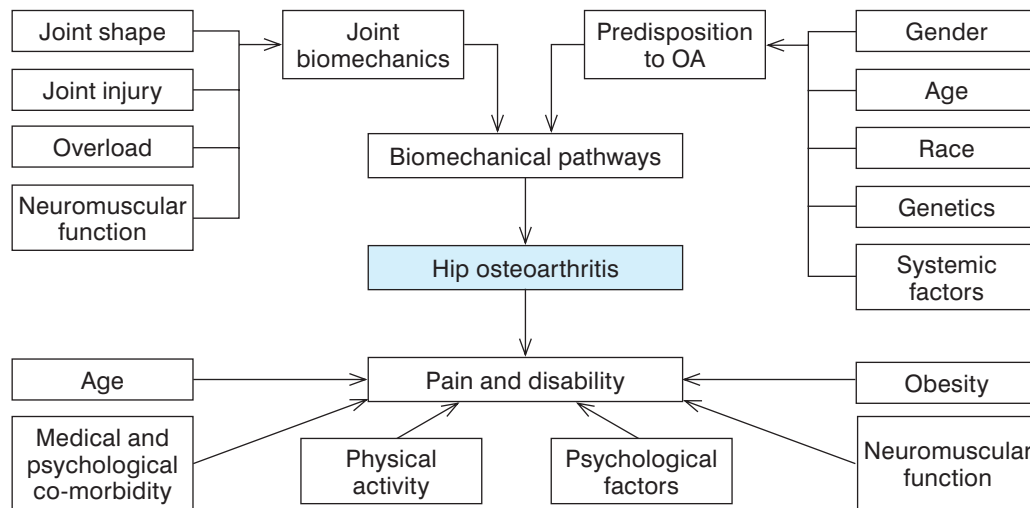 Joint shape
Joint injury
Overload
Neuromuscular
function
Joint
biomechanics
Predisposition
to OA
Gender
Age
Race
Genetics
Systemic
factors
Biomechanical pathways
Hip osteoarthritis
Pain and disability
Age
Medical and
psychological
co-morbidity
Physical
activity
Psychological
factors
Obesity
Neuromuscular
function